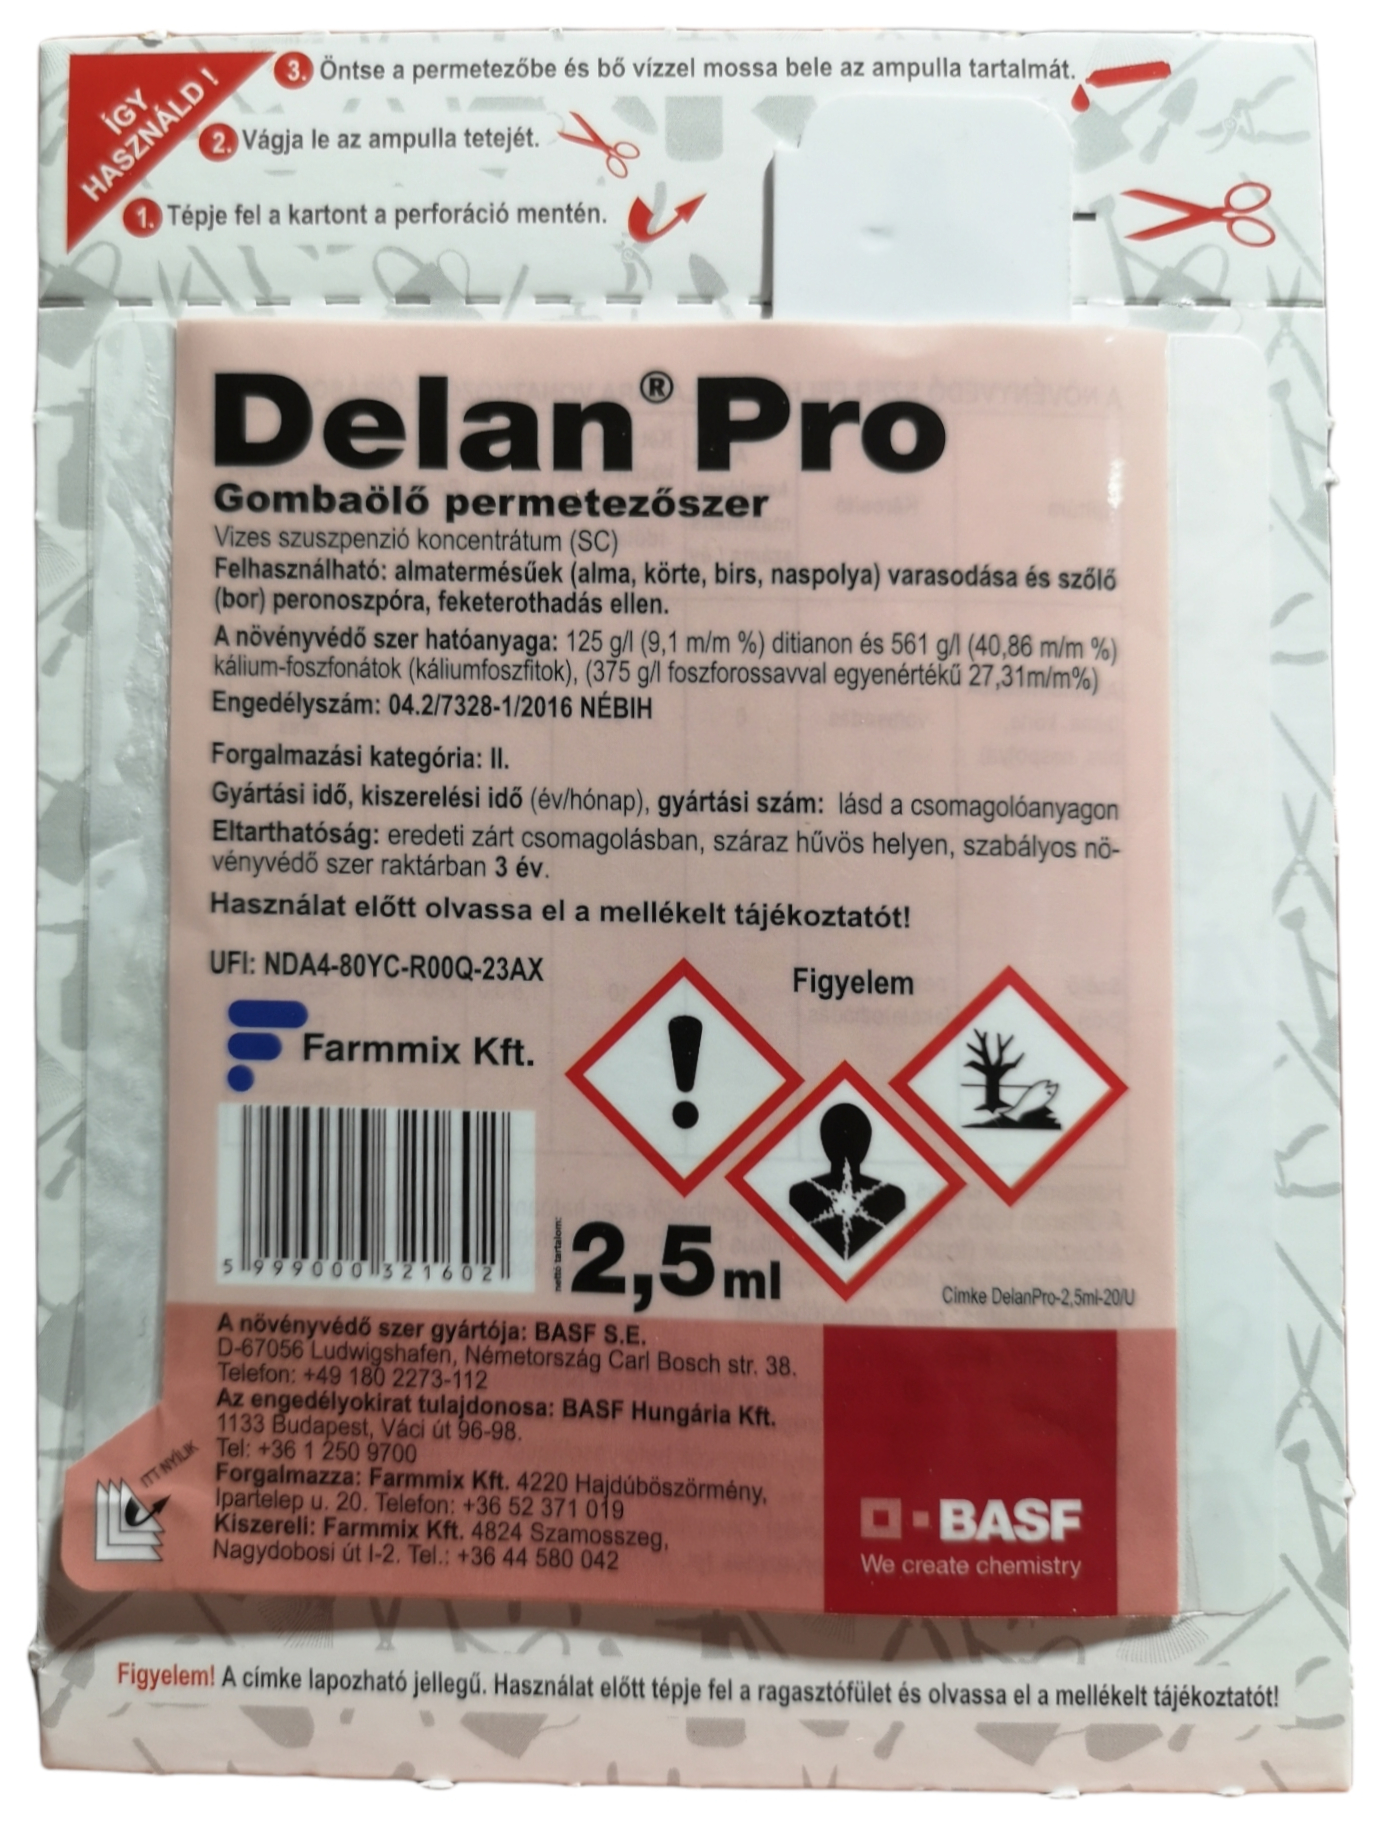 ÍGY
HASZNÁLD !
3. Öntse a permetezőbe és bő vízzel mossa bele az ampulla tartalmát.
2. Vágja le az ampulla tetejét.
1. Tépje fel a kartont a perforáció mentén.
Delan® Pro
Gombaölő permetezőszer
Vizes szuszpenzió koncentrátum (SC)
Felhasználható: almatermésűek (alma, körte, birs, naspolya) varasodása és szőlő
(bor) peronoszpóra, feketerothadás ellen.
A növényvédő szer hatóanyaga: 125 g/l (9,1 m/m %) ditianon és 561 g/l (40,86 m/m %)
kálium-foszfonátok (káliumfoszfitok), (375 g/l foszforossavval egyenértékű 27,31m/m%)
Engedélyszám: 04.2/7328-1/2016 NÉBIH
Forgalmazási kategória: II.
Gyártási idő, kiszerelési idő (év/hónap), gyártási szám: lásd a csomagolóanyagon
Eltarthatóság: eredeti zárt csomagolásban, száraz hűvös helyen, szabályos nö-
vényvédő szer raktárban 3 év.
Használat előtt olvassa el a mellékelt tájékoztatót!
UFI: NDA4-80YC-R00Q-23AX
Figyelem
Farmmix Kft.
5 999000 321602
nettó tartalom:
2,5 ml
Címke DelanPro-2,5ml-20/U
A növényvédő szer gyártója: BASF S.E.
D-67056 Ludwigshafen, Németország Carl Bosch str. 38.
Telefon: +49 180 2273-112
Az engedélyokirat tulajdonosa: BASF Hungária Kft.
1133 Budapest, Váci út 96-98.
Tel: +36 1 250 9700
Forgalmazza: Farmmix Kft. 4220 Hajdúböszörmény,
Ipartelep u. 20. Telefon: +36 52 371 019
Kiszereli: Farmmix Kft. 4824 Szamosszeg,
Nagydobosi út I-2. Tel.: +36 44 580 042
ITT NYÍLIK
BASF
We create chemistry
Figyelem! A címke lapozható jellegű. Használat előtt tépje fel a ragasztófület és olvassa el a mellékelt tájékoztatót!